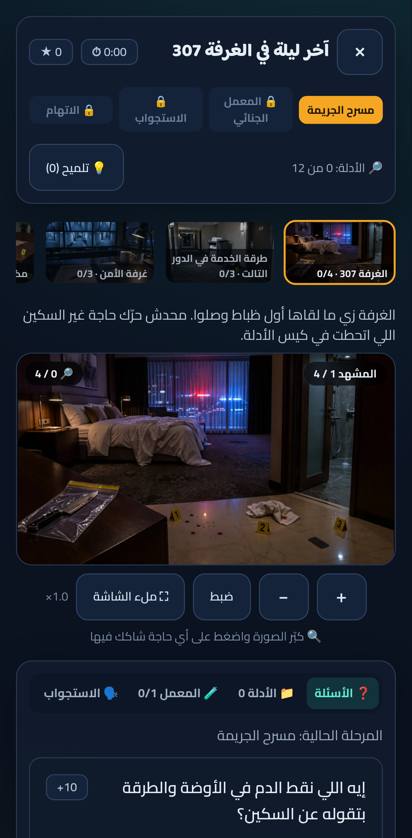 آخر ليلة في الغرفة 307
×
0:00
★ 0
مسرح الجريمة
المعمل
الجنائي
الاستجواب
الاتهام
الأدلة: 0 من 12
تلميح (0)
الغرفة 307 · 0/4
طرقة الخدمة في الدور
التالت · 0/3
غرفة الأمن · 0/3
الغرفة زي ما لقاها أول ظباط وصلوا. محدش حرّك حاجة غير السكين
اللي اتحطت في كيس الأدلة.
المشهد 1 / 4
0 / 4
1
2
3
+
−
ضبط
ملء الشاشة
×1.0
كبّر الصورة واضغط على أي حاجة شاكك فيها
الأسئلة
الأدلة 0
المعمل 0/1
الاستجواب
المرحلة الحالية: مسرح الجريمة
إيه اللي نقط الدم في الأوضة والطرقة
بتقوله عن السكين؟
+10